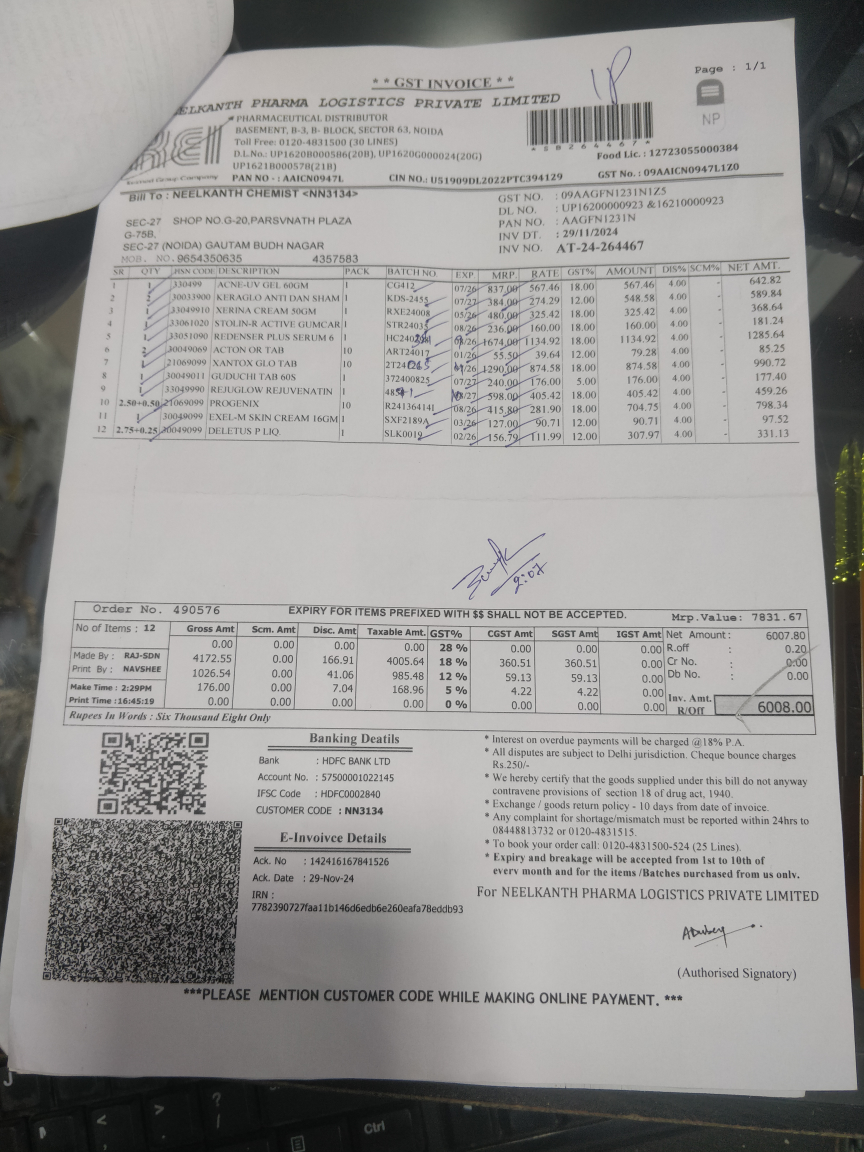 * * GST INVOICE * *
Page : 1/1
NP
ELKANTH PHARMA LOGISTICS PRIVATE LIMITED
PHARMACEUTICAL DISTRIBUTOR
BASEMENT, B-3, B- BLOCK, SECTOR 63, NOIDA
Toll Free: 0120-4831500 (30 LINES)
D.L.No.: UP1620B000586(20B), UP1620G000024(20G)
UP1621B000570(21B)
PAN NO - : AAICN0947L CIN NO.: U51909DL2022PTC394129
*58264467*
Food Lic. : 12723055000384
GST No. : 09AAICN0947L1Z0
Bill To : NEELKANTH CHEMIST <NN3134>
SEC-27 SHOP NO.G-20,PARSVNATH PLAZA
G-75B,
SEC-27 (NOIDA) GAUTAM BUDH NAGAR
MOB. NO.9654350635 4357583
GST NO. : 09AAGFN1231N1Z5
DL NO. : UP16200000923 &16210000923
PAN NO. : AAGFN1231N
INV DT. : 29/11/2024
INV NO. AT-24-264467
SR QTY HSN CODE DESCRIPTION PACK BATCH NO. EXP. MRP. RATE GST% AMOUNT DIS% SCM% NET AMT.
1 330499 ACNE-UV GEL 60GM 1 CG412 07/26 837.00 567.46 18.00 567.46 4.00 - 642.82
2 30033900 KERAGLO ANTI DAN SHAM 1 KDS-2455 07/27 384.00 274.29 12.00 548.58 4.00 - 589.84
3 33049910 XERINA CREAM 50GM 1 RXE24008 05/26 480.00 325.42 18.00 325.42 4.00 - 368.64
4 33061020 STOLIN-R ACTIVE GUMCAR 1 08/26 236.00 160.00 18.00 160.00 4.00 - 181.24
5 33051090 REDENSER PLUS SERUM 6 1 1674.00 1134.92 18.00 1134.92 4.00 - 1285.64
6 30049069 ACTON OR TAB 10 ART24017 01/26 55.50 39.64 12.00 79.28 4.00 - 85.25
7 21069099 XANTOX GLO TAB 10 1290.00 874.58 18.00 874.58 4.00 - 990.72
8 30049011 GUDUCHI TAB 60S 1 372400825 07/27 240.00 176.00 5.00 176.00 4.00 - 177.40
9 33049990 REJUGLOW REJUVENATIN 1 598.00 405.42 18.00 405.42 4.00 - 459.26
10 2.50+0.50 21069099 PROGENIX 10 R24136414L 08/26 415.80 281.90 18.00 704.75 4.00 - 798.34
11 1 30049099 EXEL-M SKIN CREAM 16GM 1 SXF2189A 03/26 127.00 90.71 12.00 90.71 4.00 - 97.52
12 2.75+0.25 30049099 DELETUS P LIQ. 1 SLK0019 02/26 156.79 111.99 12.00 307.97 4.00 - 331.13
2:07
Order No. 490576 EXPIRY FOR ITEMS PREFIXED WITH $$ SHALL NOT BE ACCEPTED. Mrp.Value: 7831.67
No of Items : 12 Gross Amt Scm. Amt Disc. Amt Taxable. Amt GST% CGST Amt SGST Amt IGST Amt Net Amount: 6007.80
0.00 0.00 0.00 0.00 28 % 0.00 0.00 0.00 R.off 0.20
Made By : RAJ-SDN 4172.55 0.00 166.91 4005.64 18 % 360.51 360.51 0.00 Cr No. : 0.00
Print By : NAVSHEE 1026.54 0.00 41.06 985.48 12 % 59.13 59.13 0.00 Db No. : 0.00
Make Time : 2:29PM 176.00 0.00 7.04 168.96 5 % 4.22 4.22 0.00
Print Time :16:45:19 0.00 0.00 0.00 0.00 0 % 0.00 0.00 0.00 Inv. Amt. R/Off 6008.00
Rupees In Words : Six Thousand Eight Only
Banking Deatils
Bank : HDFC BANK LTD
Account No. : 57500001022145
IFSC Code : HDFC0002840
CUSTOMER CODE : NN3134
E-Invoivce Details
Ack. No : 142416167841526
Ack. Date : 29-Nov-24
IRN :
7782390727faa11b146d6edb6e260eafa78eddb93
* Interest on overdue payments will be charged @18% P.A.
* All disputes are subject to Delhi jurisdiction. Cheque bounce charges
Rs.250/-
* We hereby certify that the goods supplied under this bill do not anyway
contravene provisions of section 18 of drug act, 1940.
* Exchange / goods return policy - 10 days from date of invoice.
* Any complaint for shortage/mismatch must be reported within 24hrs to
08448813732 or 0120-4831515.
* To book your order call: 0120-4831500-524 (25 Lines).
* Expiry and breakage will be accepted from 1st to 10th of
every month and for the items /Batches purchased from us only.
For NEELKANTH PHARMA LOGISTICS PRIVATE LIMITED
ADubey
(Authorised Signatory)
***PLEASE MENTION CUSTOMER CODE WHILE MAKING ONLINE PAYMENT. ***
Ctrl